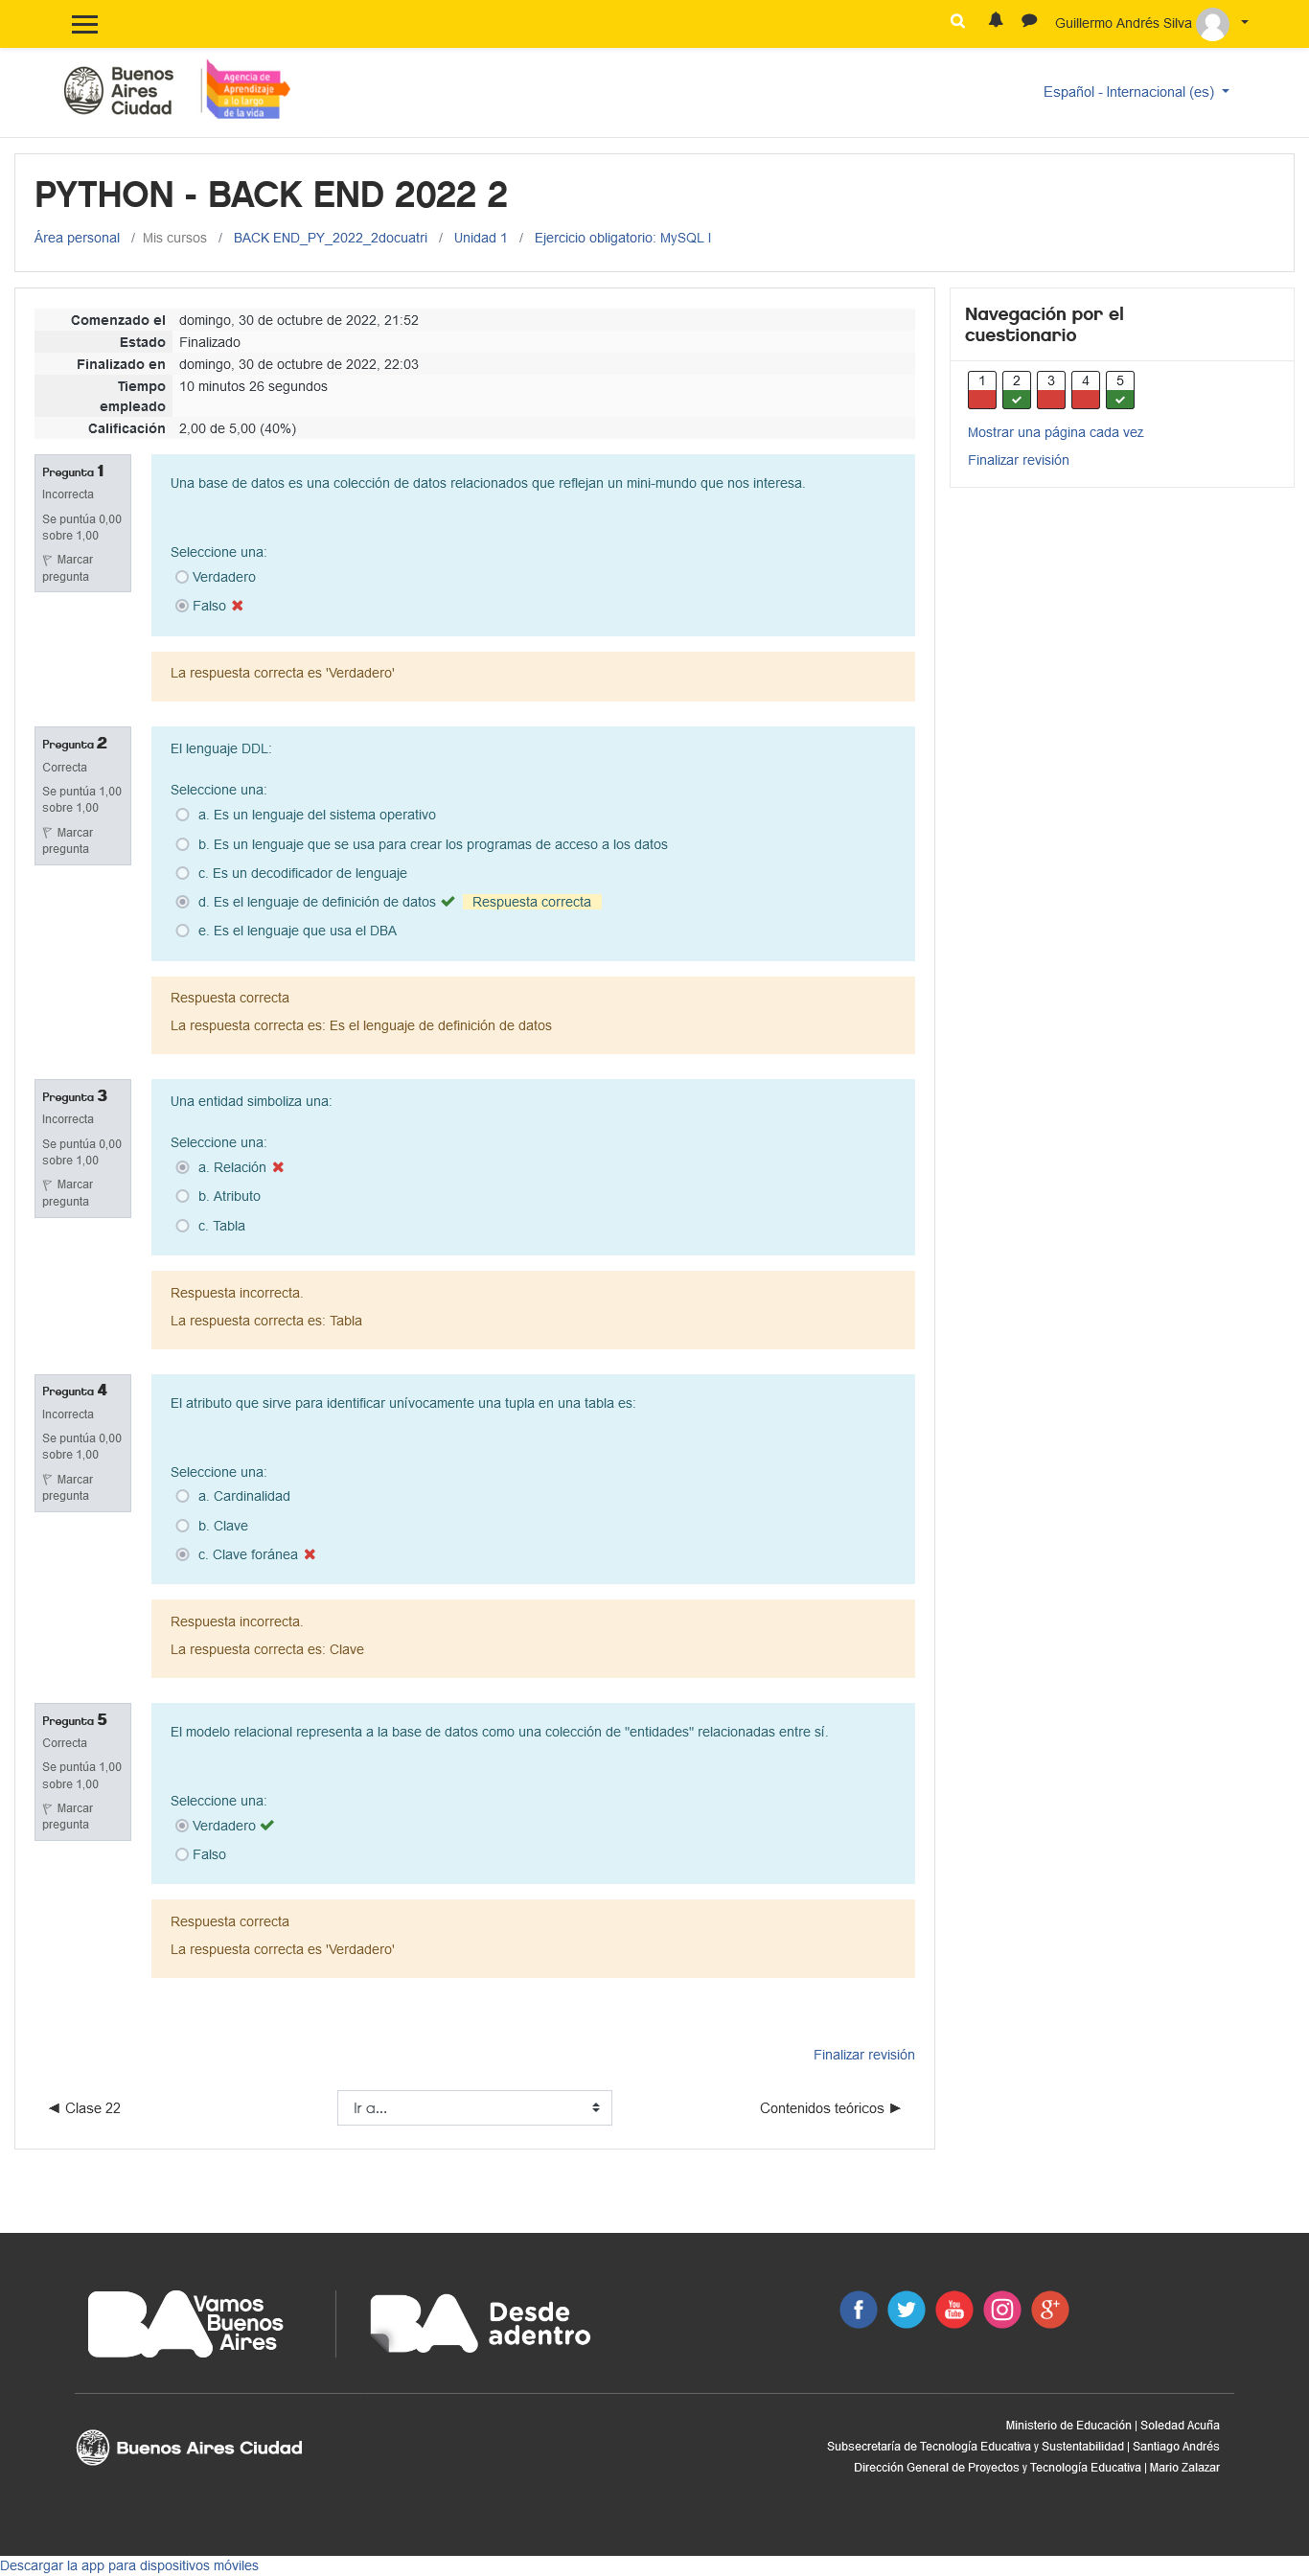 Guillermo Andrés Silva
Buenos
Aires
Ciudad
Agencia de
Aprendizaje
a lo largo
de la vida
Español - Internacional (es)
PYTHON - BACK END 2022 2
Área personal / Mis cursos / BACK END_PY_2022_2docuatri / Unidad 1 / Ejercicio obligatorio: MySQL I
Comenzado el domingo, 30 de octubre de 2022, 21:52
Estado Finalizado
Finalizado en domingo, 30 de octubre de 2022, 22:03
Tiempo 10 minutos 26 segundos
empleado
Calificación 2,00 de 5,00 (40%)
Navegación por el
cuestionario
1 2 3 4 5
Mostrar una página cada vez
Finalizar revisión
Pregunta 1
Incorrecta
Se puntúa 0,00
sobre 1,00
Marcar
pregunta
Una base de datos es una colección de datos relacionados que reflejan un mini-mundo que nos interesa.
Seleccione una:
Verdadero
Falso
La respuesta correcta es 'Verdadero'
Pregunta 2
Correcta
Se puntúa 1,00
sobre 1,00
Marcar
pregunta
El lenguaje DDL:
Seleccione una:
a. Es un lenguaje del sistema operativo
b. Es un lenguaje que se usa para crear los programas de acceso a los datos
c. Es un decodificador de lenguaje
d. Es el lenguaje de definición de datos Respuesta correcta
e. Es el lenguaje que usa el DBA
Respuesta correcta
La respuesta correcta es: Es el lenguaje de definición de datos
Pregunta 3
Incorrecta
Se puntúa 0,00
sobre 1,00
Marcar
pregunta
Una entidad simboliza una:
Seleccione una:
a. Relación
b. Atributo
c. Tabla
Respuesta incorrecta.
La respuesta correcta es: Tabla
Pregunta 4
Incorrecta
Se puntúa 0,00
sobre 1,00
Marcar
pregunta
El atributo que sirve para identificar unívocamente una tupla en una tabla es:
Seleccione una:
a. Cardinalidad
b. Clave
c. Clave foránea
Respuesta incorrecta.
La respuesta correcta es: Clave
Pregunta 5
Correcta
Se puntúa 1,00
sobre 1,00
Marcar
pregunta
El modelo relacional representa a la base de datos como una colección de "entidades" relacionadas entre sí.
Seleccione una:
Verdadero
Falso
Respuesta correcta
La respuesta correcta es 'Verdadero'
Finalizar revisión
◄ Clase 22
Ir a...
Contenidos teóricos ►
BA Vamos
Buenos
Aires
BA Desde
adentro
f
You
Tube
g+
Buenos Aires Ciudad
Ministerio de Educación | Soledad Acuña
Subsecretaría de Tecnología Educativa y Sustentabilidad | Santiago Andrés
Dirección General de Proyectos y Tecnología Educativa | Mario Zalazar
Descargar la app para dispositivos móviles